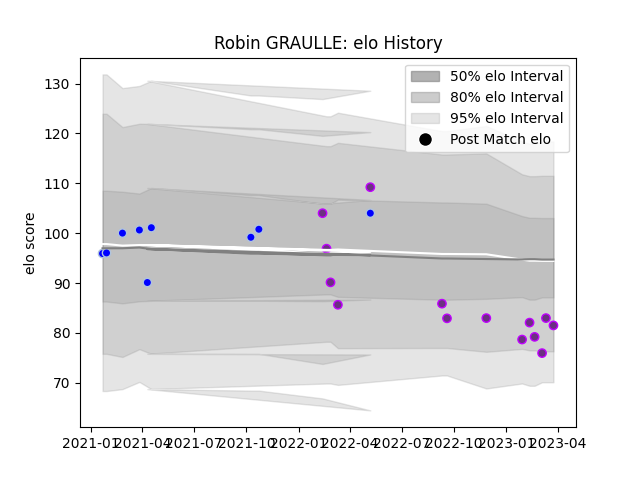 Robin GRAULLE: elo History
50% elo Interval
80% elo Interval
95% elo Interval
Post Match elo
elo score
130
120
110
100
90
80
70
2021-01 2021-04 2021-07 2021-10 2022-01 2022-04 2022-07 2022-10 2023-01 2023-04